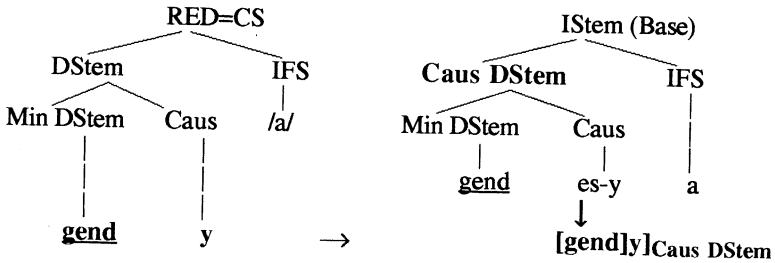 RED=CS IStem (Base)
DStem IFS Caus DStem IFS
Min DStem Caus /a/ Min DStem Caus
gend es-y a
gend y → ↓ [gend]y]Caus DStem